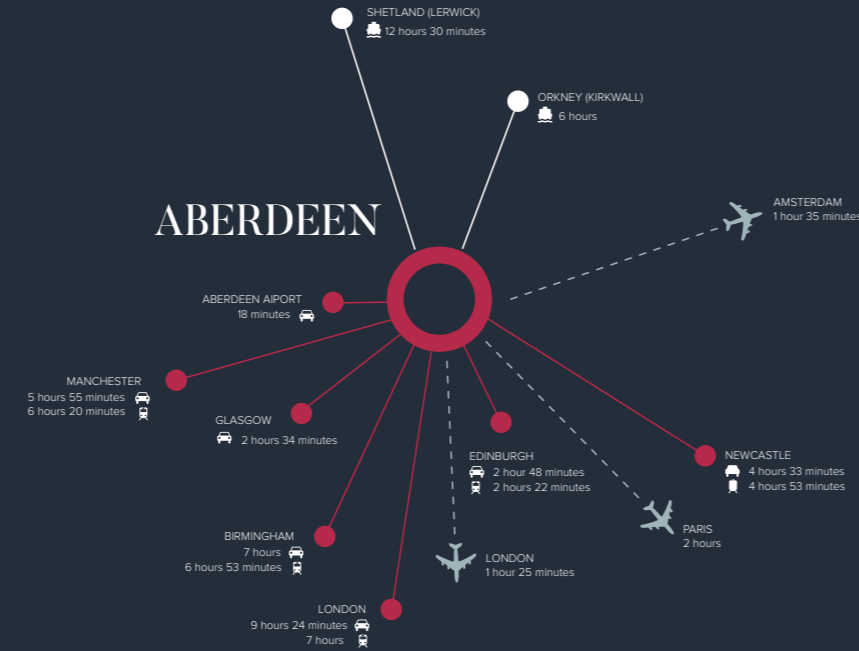 SHETLAND (LERWICK)
12 hours 30 minutes
ORKNEY (KIRKWALL)
6 hours
ABERDEEN
AMSTERDAM
1 hour 35 minutes
ABERDEEN AIPORT
18 minutes
MANCHESTER
5 hours 55 minutes
6 hours 20 minutes
GLASGOW
2 hours 34 minutes
EDINBURGH
2 hour 48 minutes
2 hours 22 minutes
NEWCASTLE
4 hours 33 minutes
4 hours 53 minutes
PARIS
2 hours
BIRMINGHAM
7 hours
6 hours 53 minutes
LONDON
1 hour 25 minutes
LONDON
9 hours 24 minutes
7 hours